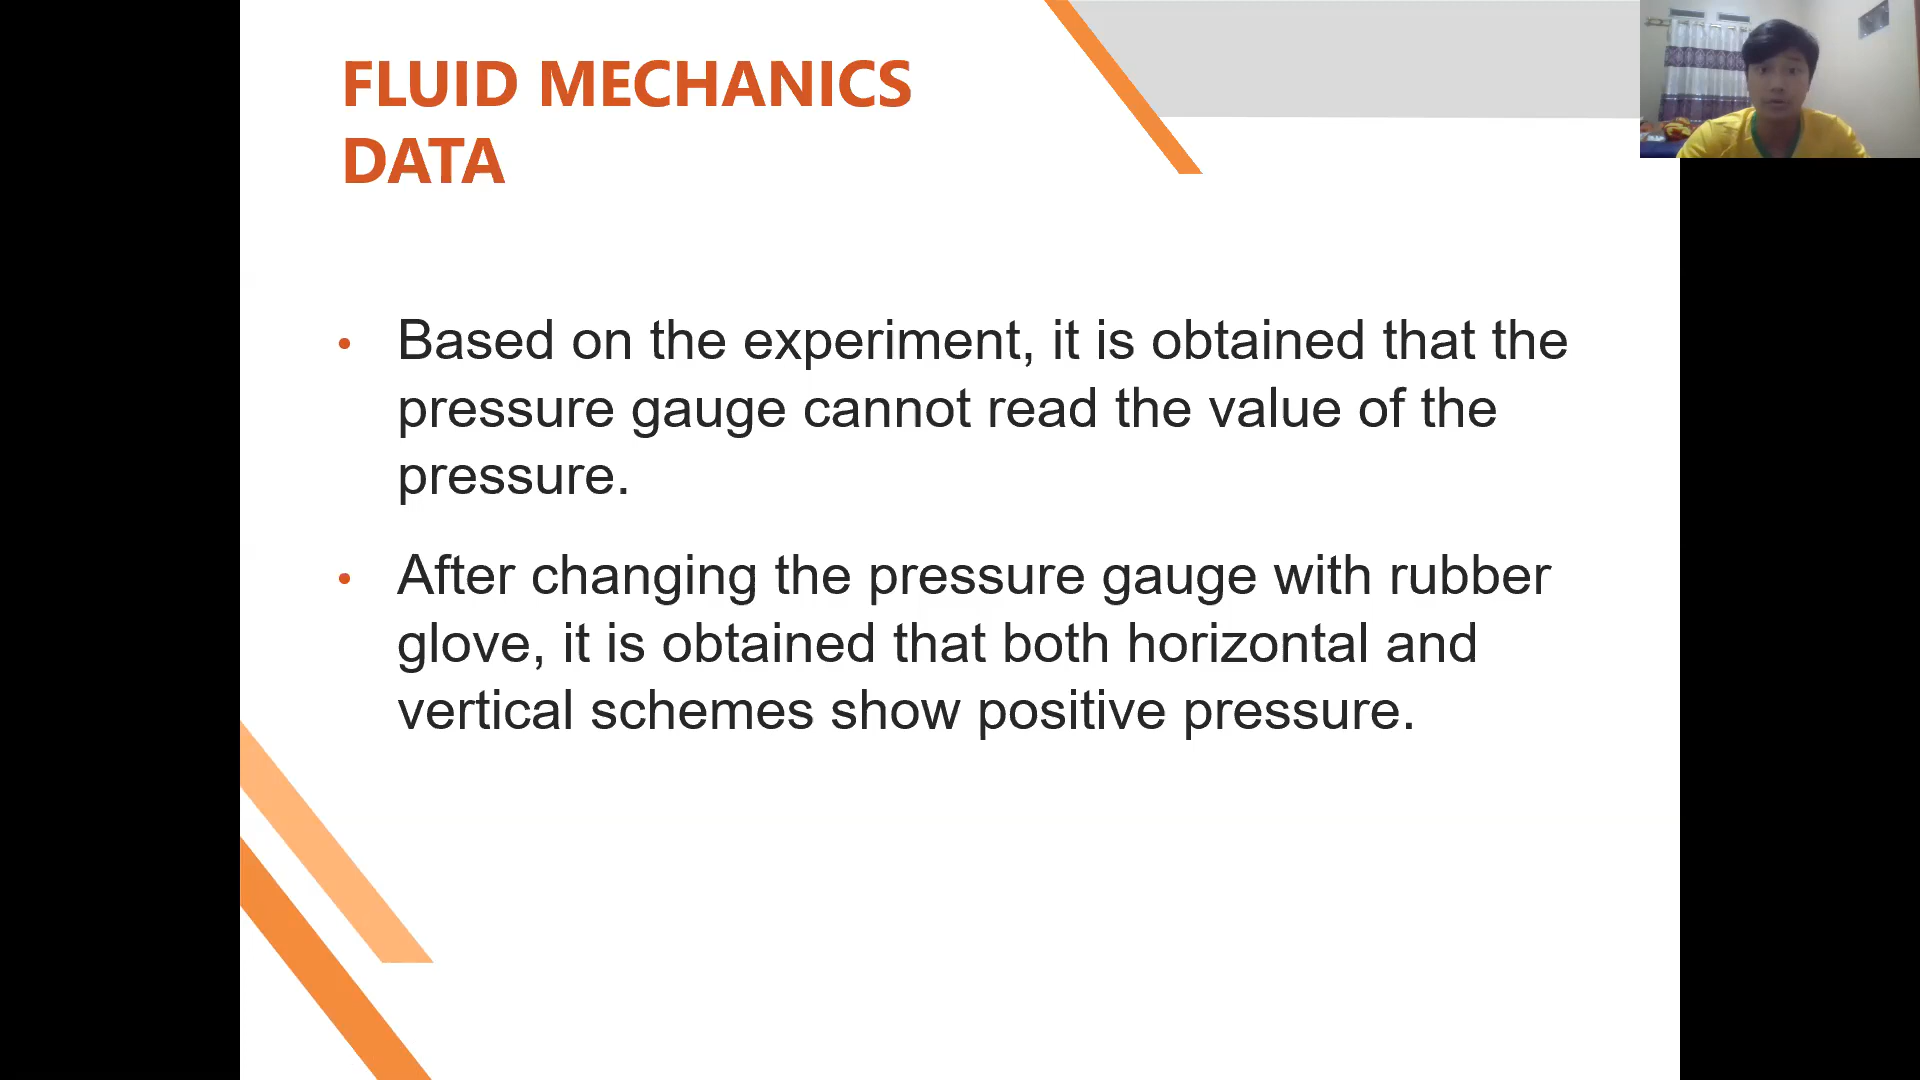 FLUID MECHANICS
DATA
• Based on the experiment, it is obtained that the
pressure gauge cannot read the value of the
pressure.
• After changing the pressure gauge with rubber
glove, it is obtained that both horizontal and
vertical schemes show positive pressure.